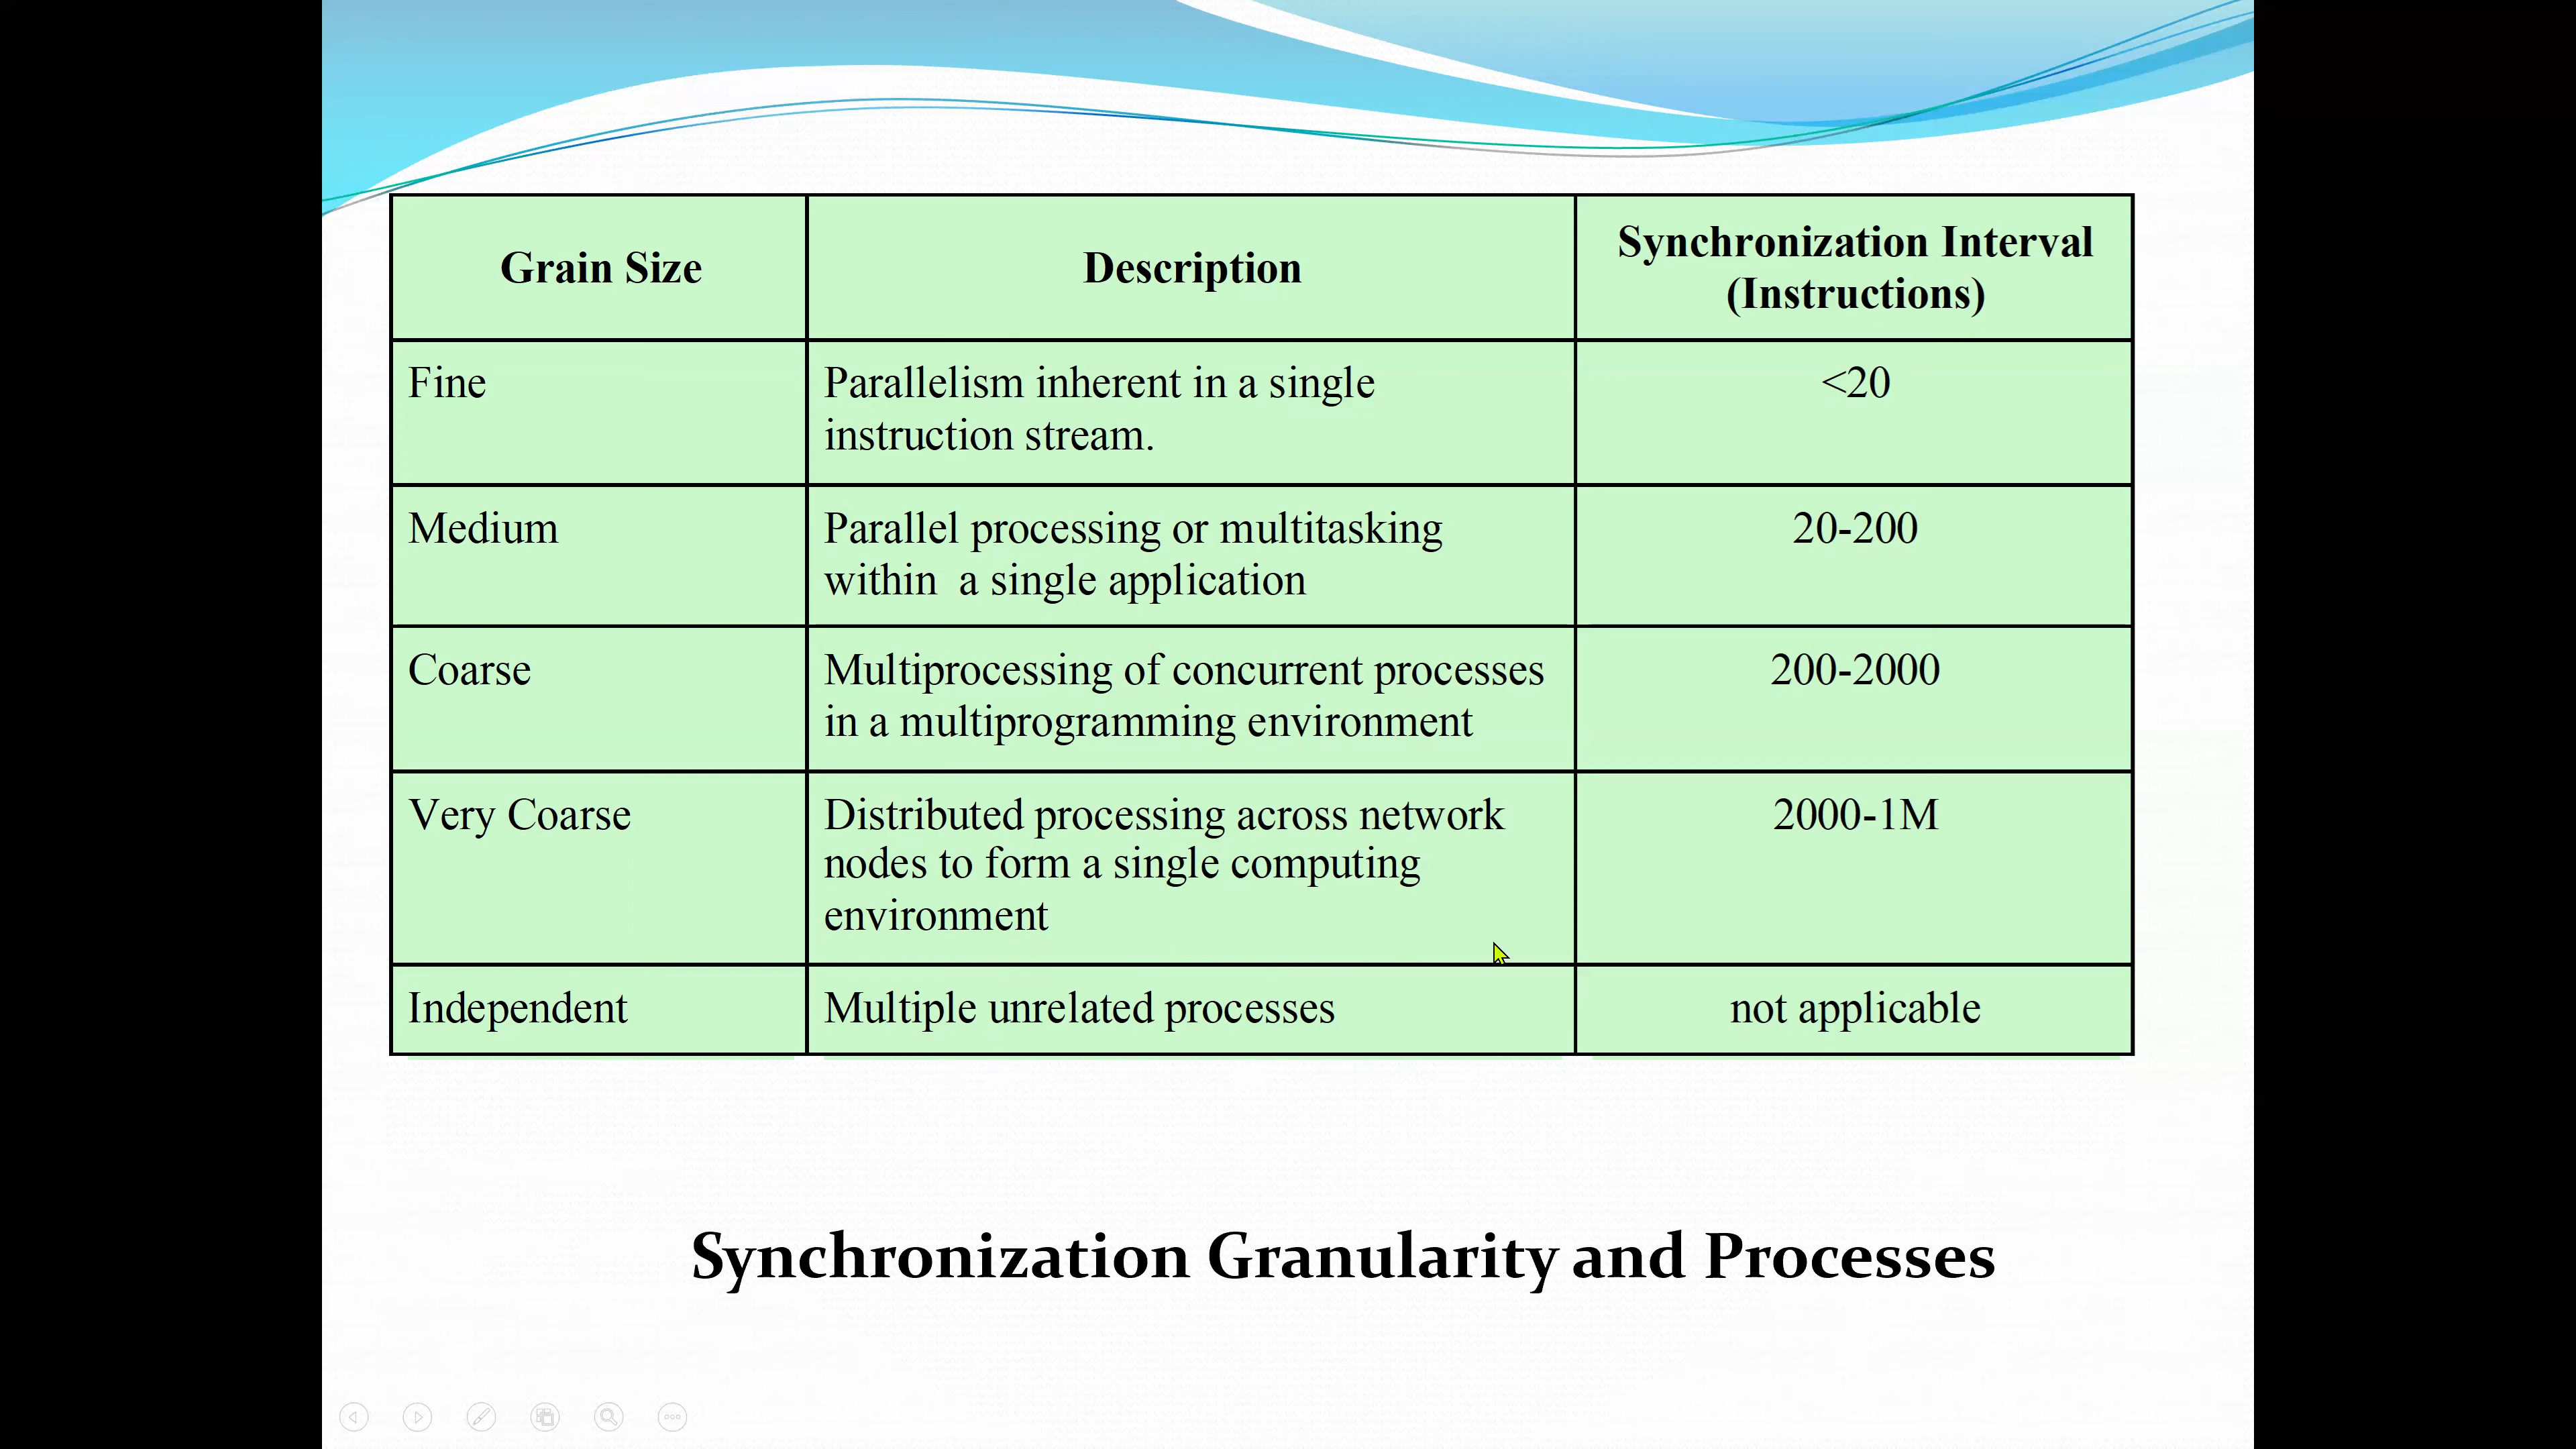 Grain Size
Description
Synchronization Interval
(Instructions)
Fine
Parallelism inherent in a single
instruction stream.
<20
Medium
Parallel processing or multitasking
within  a single application
20-200
Coarse
Multiprocessing of concurrent processes
in a multiprogramming environment
200-2000
Very Coarse
Distributed processing across network
nodes to form a single computing
environment
2000-1M
Independent
Multiple unrelated processes
not applicable
Synchronization Granularity and Processes